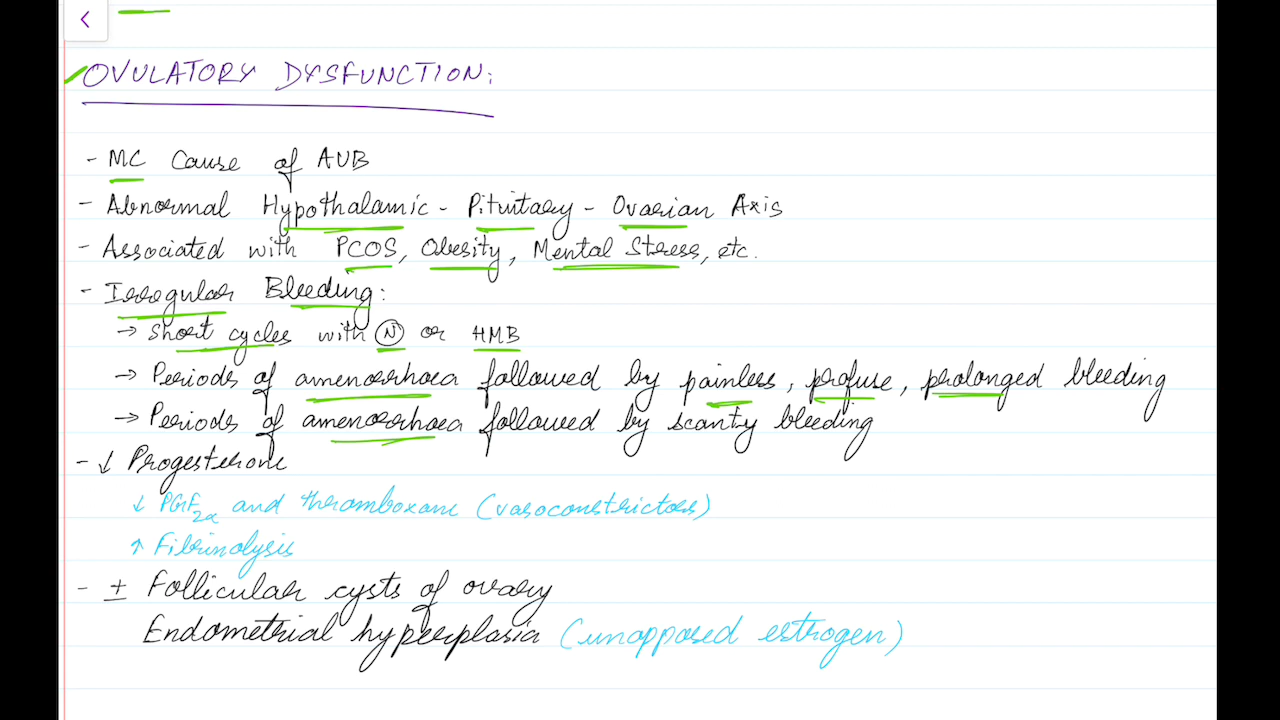 OVULATORY DYSFUNCTION:
- MC Cause of AUB
- Abnormal Hypothalamic - Pituitary - Ovarian Axis
- Associated with PCOS, Obesity, Mental Stress, etc.
- Irregular Bleeding:
→ Short cycles with Ⓝ or HMB
→ Periods of amenorrhoea followed by painless, profuse, prolonged bleeding
→ Periods of amenorrhoea followed by scanty bleeding
- ↓ Progesterone
↓ PGF2α and thromboxane (vasoconstrictors)
↑ Fibrinolysis
- ± Follicular cysts of ovary
Endometrial hyperplasia (unopposed estrogen)